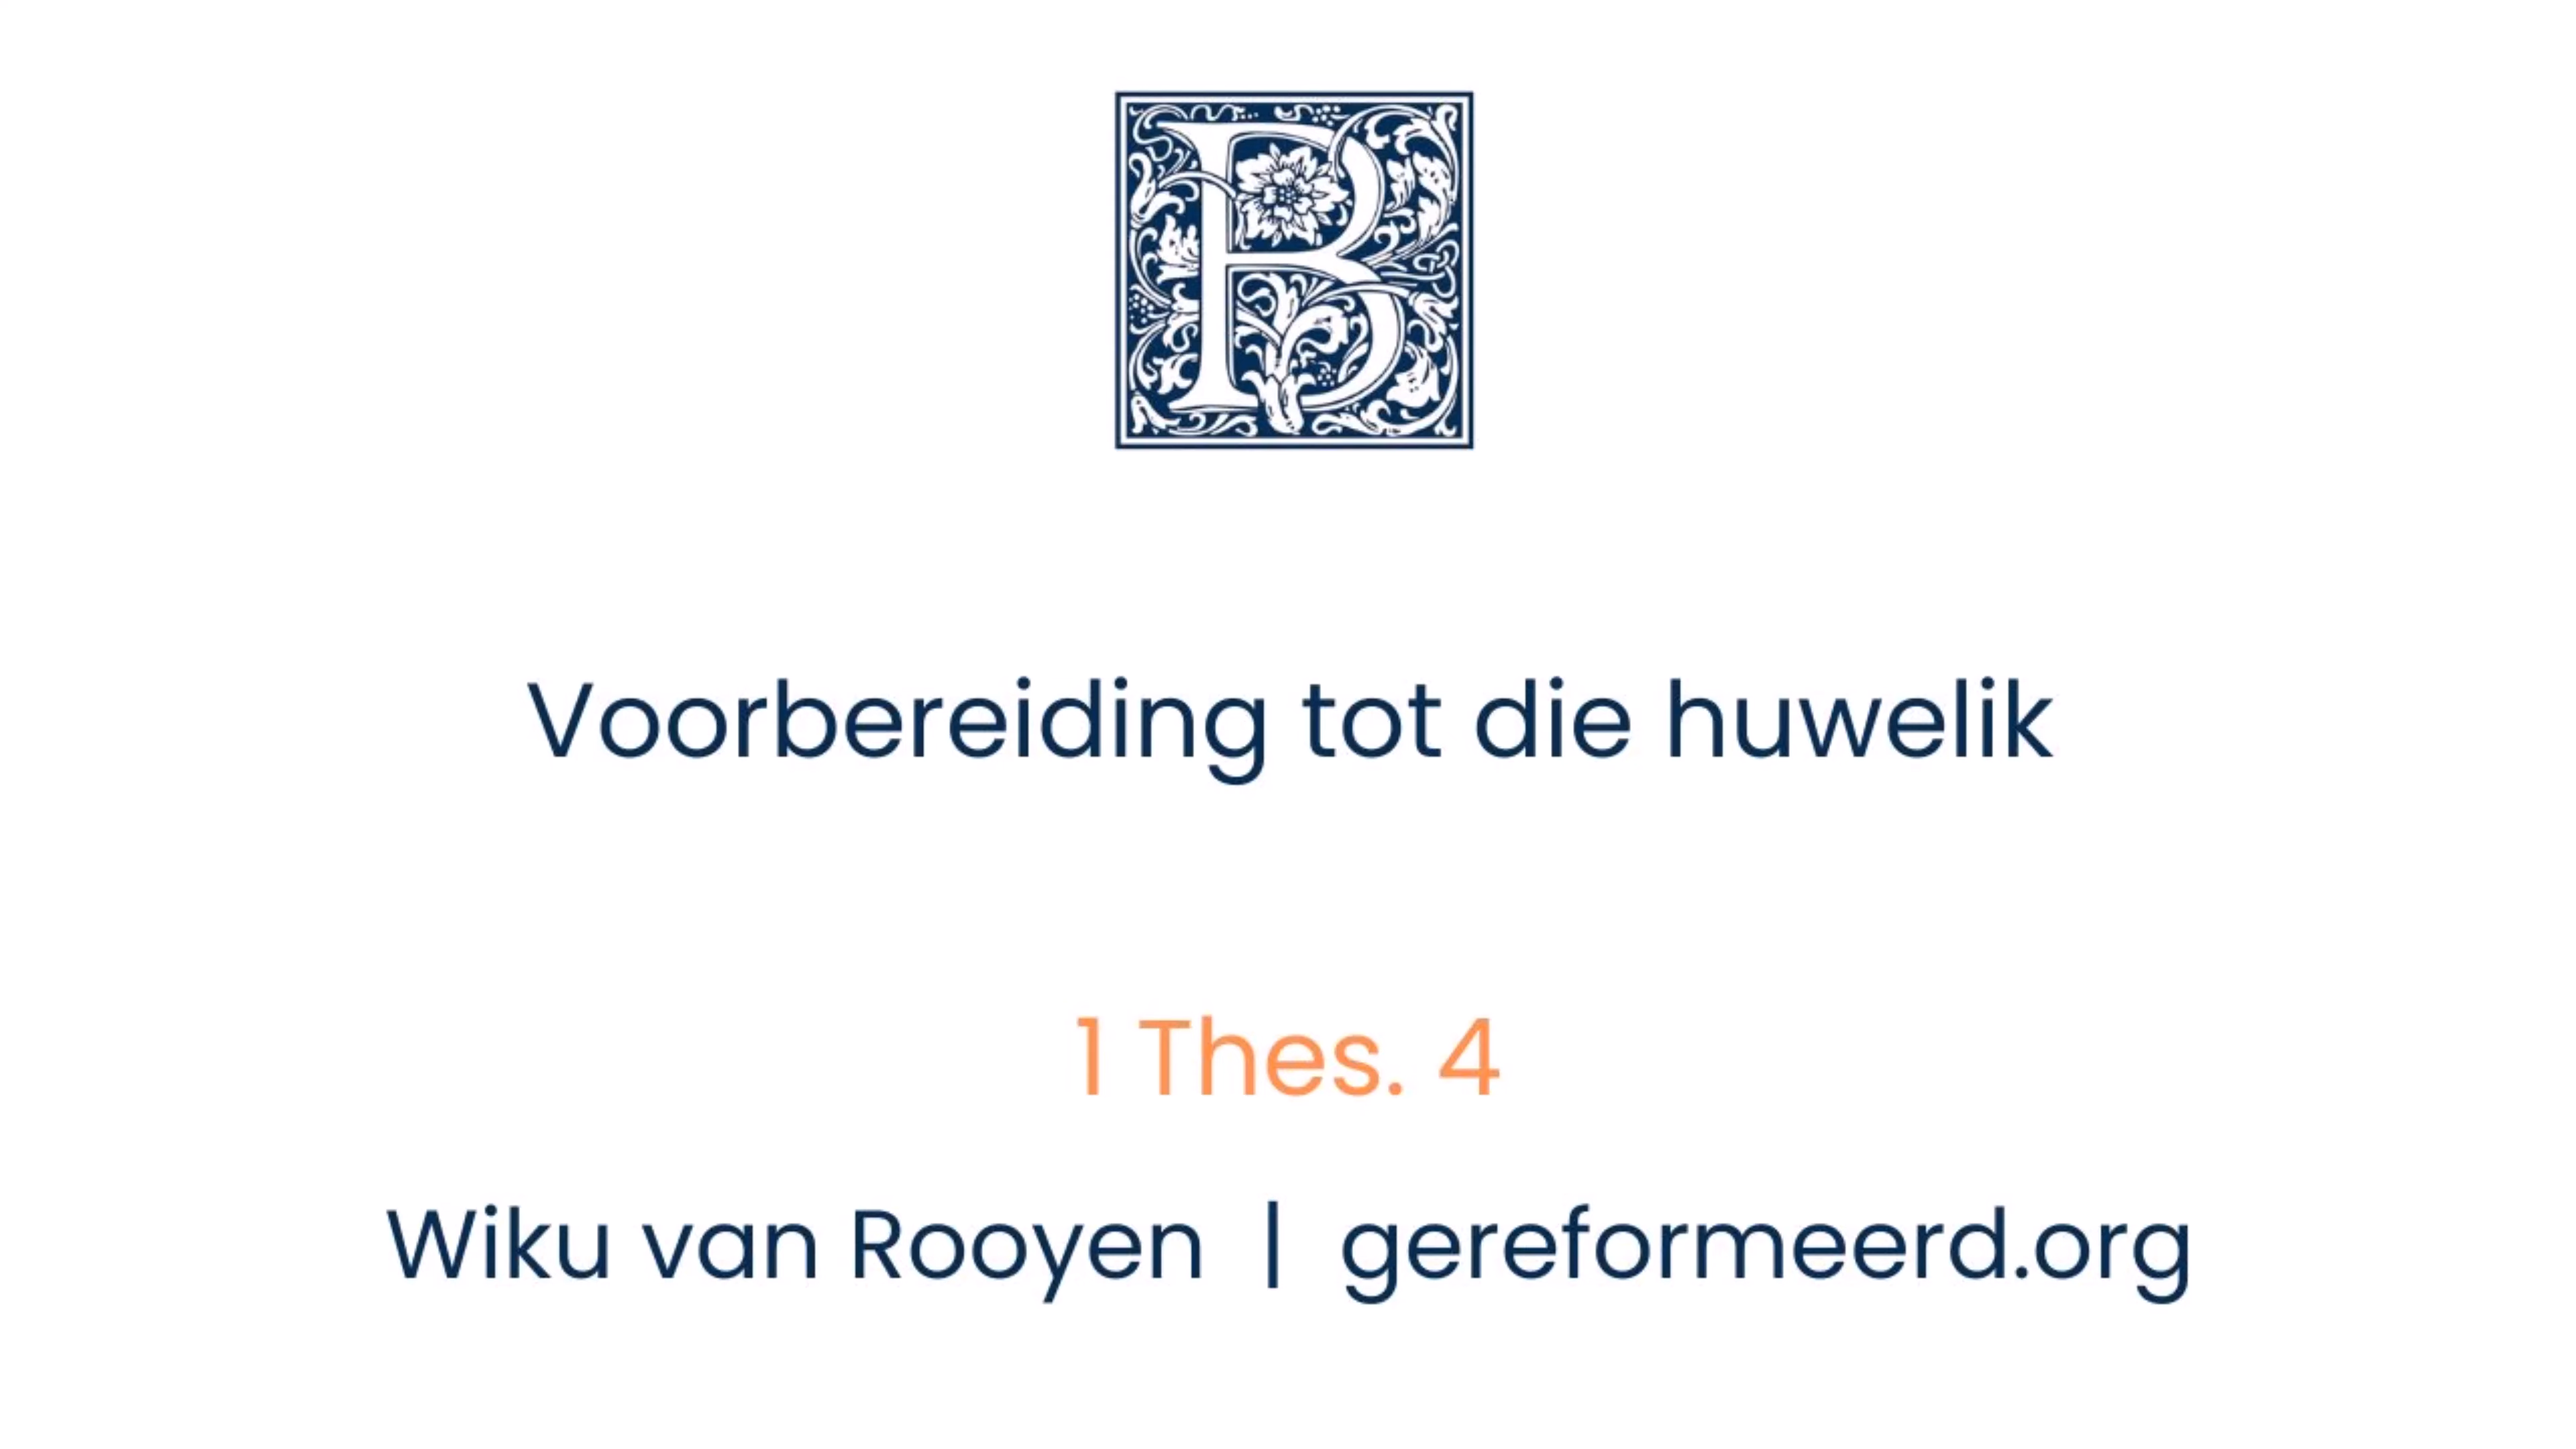 B
Voorbereiding tot die huwelik
1 Thes. 4
Wiku van Rooyen | gereformeerd.org